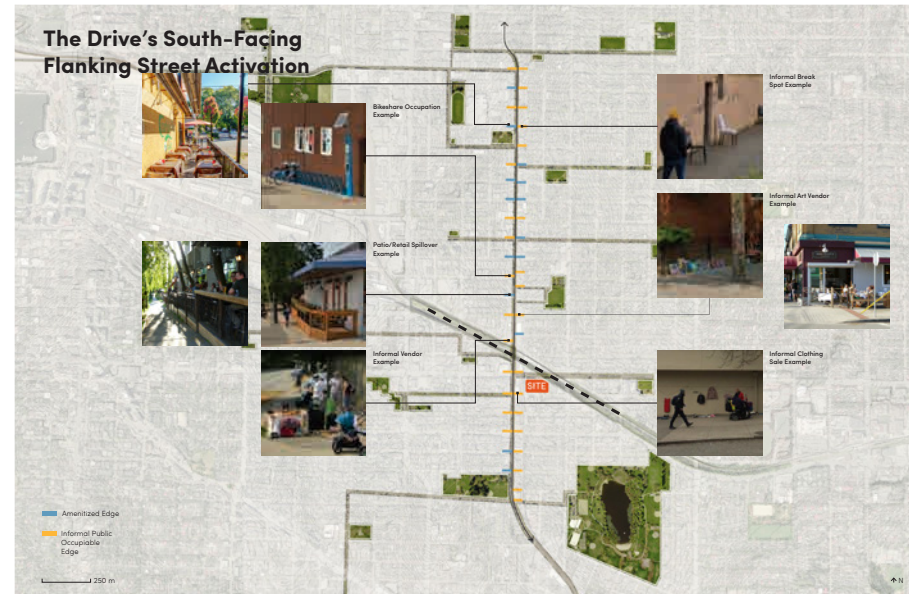 The Drive's South-Facing
Flanking Street Activation
Bikeshare Occupation
Example
Informal Break
Spot Example
Informal Art Vendor
Example
Patio/Retail Spillover
Example
Informal Vendor
Example
Informal Clothing
Sale Example
SITE
Amenitized Edge
Informal Public
Occupiable
Edge
250 m
N